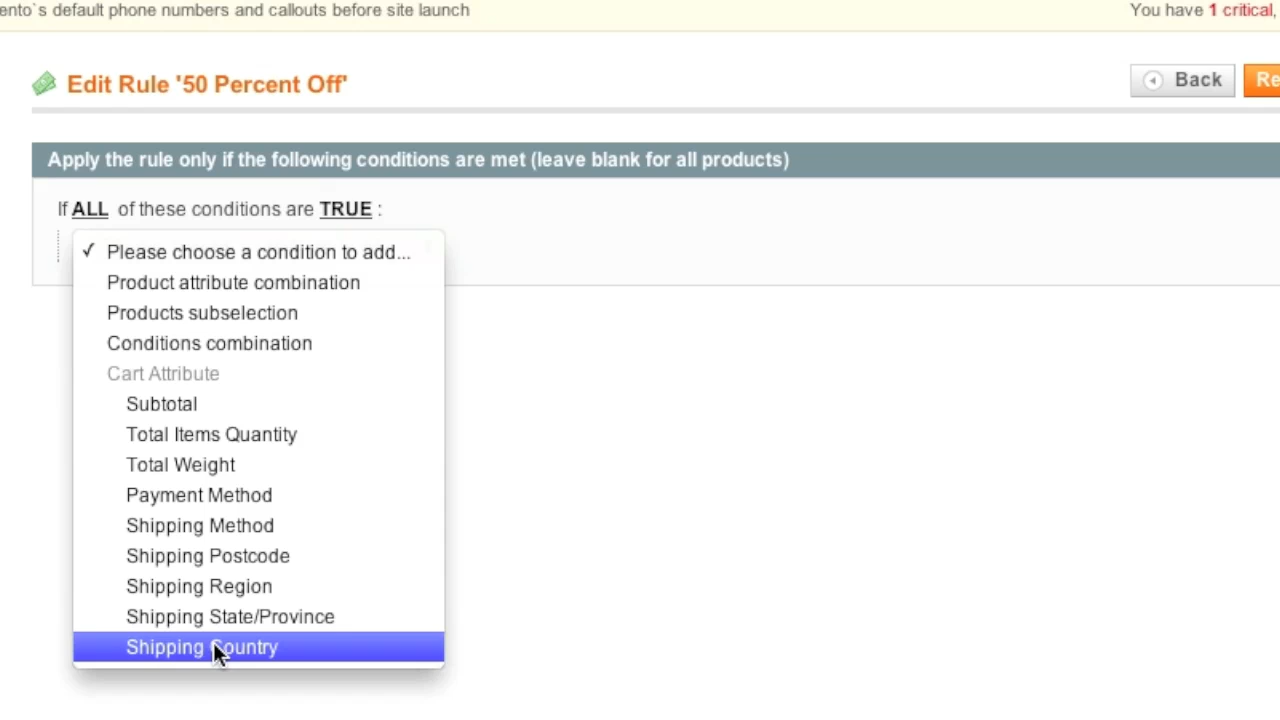 ento`s default phone numbers and callouts before site launch
You have 1 critical,
Edit Rule '50 Percent Off'
Back
Re
Apply the rule only if the following conditions are met (leave blank for all products)
If ALL of these conditions are TRUE :
✓ Please choose a condition to add...
Product attribute combination
Products subselection
Conditions combination
Cart Attribute
Subtotal
Total Items Quantity
Total Weight
Payment Method
Shipping Method
Shipping Postcode
Shipping Region
Shipping State/Province
Shipping Country